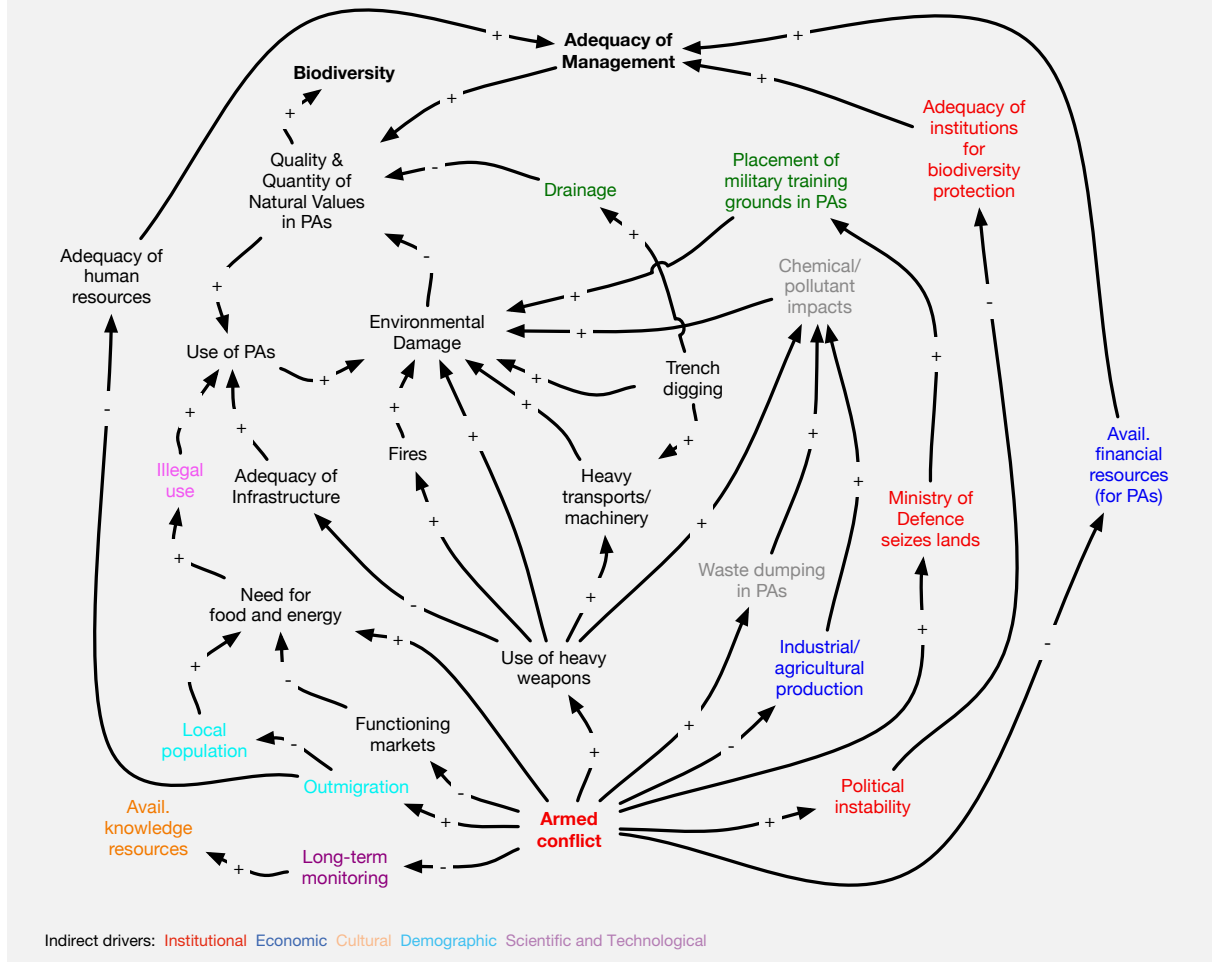 Adequacy of
Management
Biodiversity
Adequacy of
institutions
for
biodiversity
protection
Quality &
Quantity of
Natural Values
in PAs
Drainage
Placement of
military training
grounds in PAs
Adequacy of
human
resources
Chemical/
pollutant
impacts
Environmental
Damage
Use of PAs
Trench
digging
Avail.
financial
resources
(for PAs)
Illegal
use
Adequacy of
Infrastructure
Fires
Heavy
transports/
machinery
Ministry of
Defence
seizes lands
Waste dumping
in PAs
Need for
food and energy
Use of heavy
weapons
Industrial/
agricultural
production
Local
population
Functioning
markets
Outmigration
Political
instability
Avail.
knowledge
resources
Armed
conflict
Long-term
monitoring
+
+
+
+
+
-
+
-
+
-
+
+
+
-
+
+
+
+
+
+
-
+
+
+
+
+
+
+
+
+
-
+
+
+
-
+
-
-
+
+
-
-
+
+
-
+
Indirect drivers: Institutional Economic Cultural Demographic Scientific and Technological